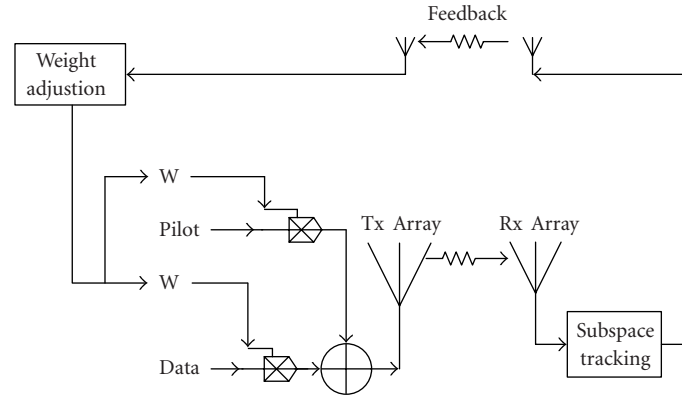 Feedback
Weight
adjustion
W
Pilot
Tx Array
Rx Array
W
Subspace
tracking
Data